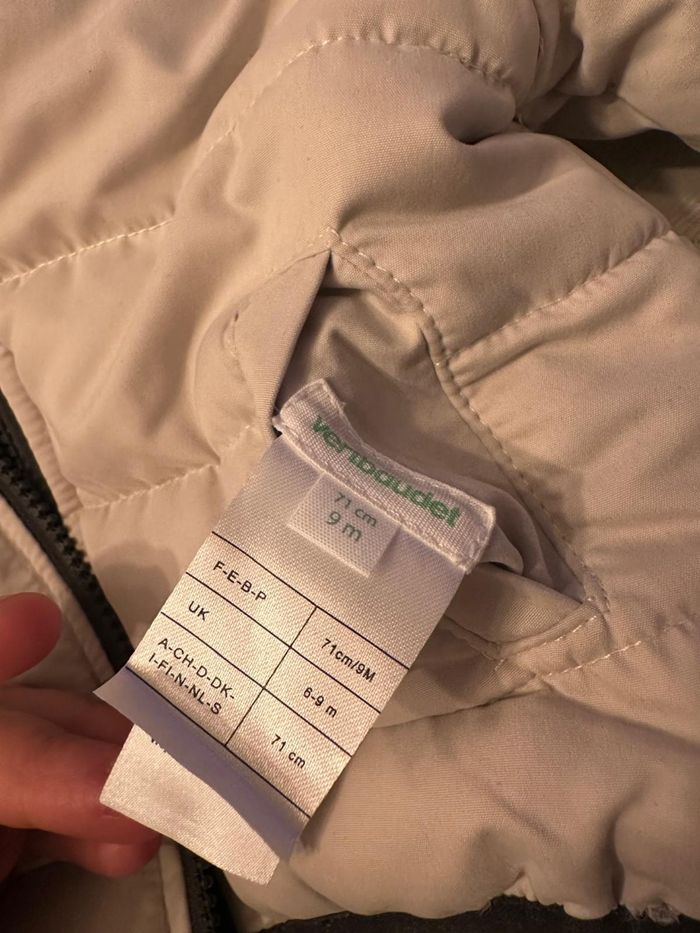 vertbaudet
71 cm
9 m
F-E-B-P 71cm/9M
UK 6-9 m
A-CH-D-DK-
I-FI-N-NL-S 71 cm